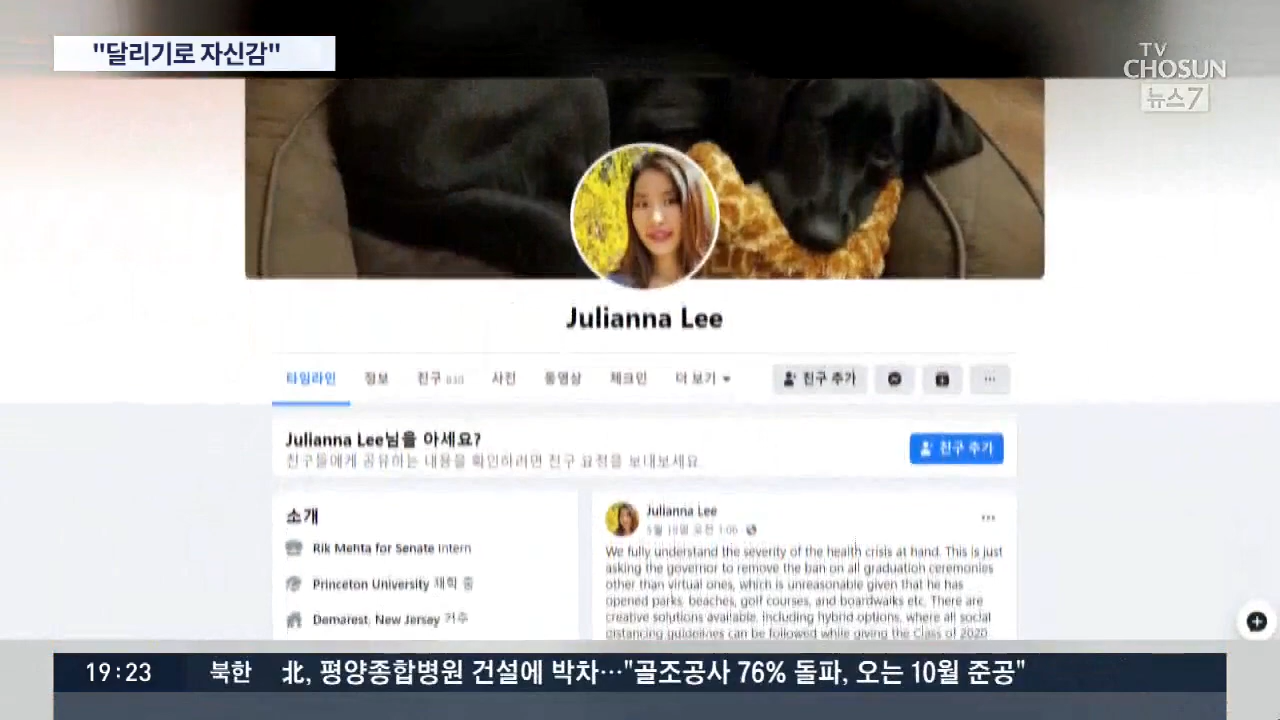 "달리기로 자신감"
TV
CHOSUN
뉴스7
Julianna Lee
타임라인 정보 친구 사진 동영상 체크인 더 보기 친구 추가
Julianna Lee님을 아세요?
친구들에게 공유하는 내용을 확인하려면 친구 요청을 보내보세요.
친구 추가
소개
Rik Mehta for Senate Intern
Princeton University 재학 중
Demarest, New Jersey 거주
Julianna Lee
We fully understand the severity of the health crisis at hand. This is just
asking the governor to remove the ban on all graduation ceremonies
other than virtual ones, which is unreasonable given that he has
opened parks, beaches, golf courses, and boardwalks etc. There are
creative solutions available, including hybrid options, where all social
distancing guidelines can be followed while giving the Class of 2020
19:23 북한 北, 평양종합병원 건설에 박차…"골조공사 76% 돌파, 오는 10월 준공"